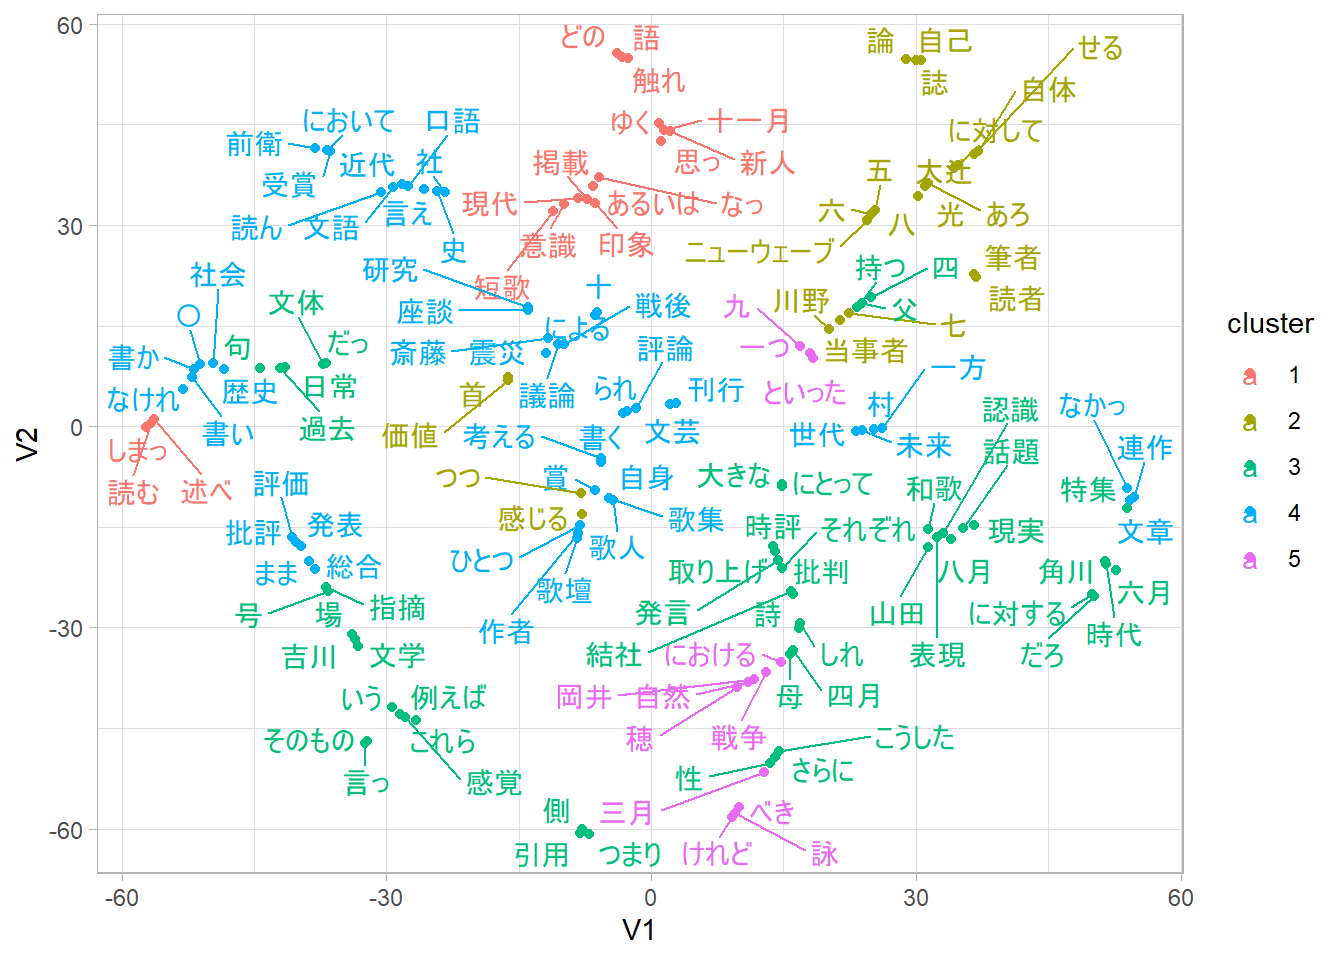 60
30
0
-30
-60
V2
どの
語
論
自己
せる
触れ
誌
自体
において
口語
ゆく
十一月
に対して
前衛
近代
社
掲載
思っ
新人
五
大辻
受賞
現代
あるいは
なっ
六
八
光
あろ
読ん
文語
言え
史
意識
印象
ニューウェーブ
研究
持つ
四
筆者
社会
短歌
十
父
読者
文体
座談
戦後
九
川野
〇
句
だっ
斎藤
震災
による
評論
一つ
当事者
七
書か
日常
首
議論
られ
刊行
といった
一方
なけれ
歴史
書い
過去
価値
考える
書く
文芸
世代
村
未来
認識
なかっ
しまっ
読む
述べ
評価
つつ
賞
自身
大きな
にとって
話題
連作
批評
発表
感じる
歌集
時評
それぞれ
和歌
特集
まま
総合
ひとつ
歌人
取り上げ
批判
現実
文章
号
場
指摘
歌壇
発言
詩
八月
角川
六月
吉川
文学
作者
結社
における
しれ
山田
表現
に対する
だろ
時代
いう
例えば
岡井
自然
母
四月
そのもの
これら
穂
戦争
こうした
言っ
感覚
性
さらに
側
三月
べき
引用
つまり
けれど
詠
-60
-30
0
30
60
V1
cluster
a 1
a 2
a 3
a 4
a 5